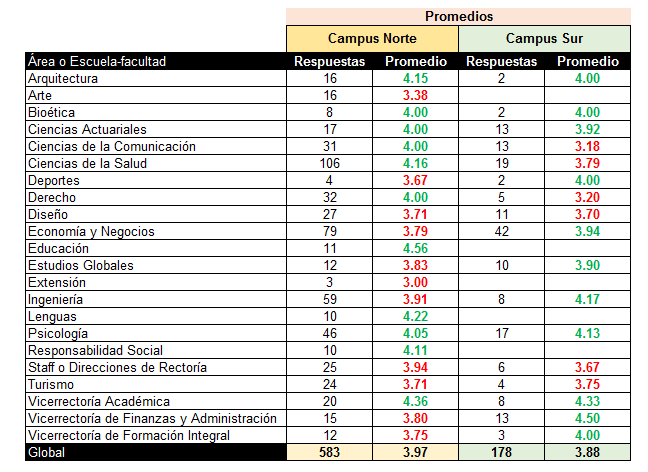 Promedios
Campus Norte Campus Sur
Área o Escuela-facultad Respuestas Promedio Respuestas Promedio
Arquitectura 16 4.15 2 4.00
Arte 16 3.38
Bioética 8 4.00 2 4.00
Ciencias Actuariales 17 4.00 13 3.92
Ciencias de la Comunicación 31 4.00 13 3.18
Ciencias de la Salud 106 4.16 19 3.79
Deportes 4 3.67 2 4.00
Derecho 32 4.00 5 3.20
Diseño 27 3.71 11 3.70
Economía y Negocios 79 3.79 42 3.94
Educación 11 4.56
Estudios Globales 12 3.83 10 3.90
Extensión 3 3.00
Ingeniería 59 3.91 8 4.17
Lenguas 10 4.22
Psicología 46 4.05 17 4.13
Responsabilidad Social 10 4.11
Staff o Direcciones de Rectoría 25 3.94 6 3.67
Turismo 24 3.71 4 3.75
Vicerrectoría Académica 20 4.36 8 4.33
Vicerrectoría de Finanzas y Administración 15 3.80 13 4.50
Vicerrectoría de Formación Integral 12 3.75 3 4.00
Global 583 3.97 178 3.88